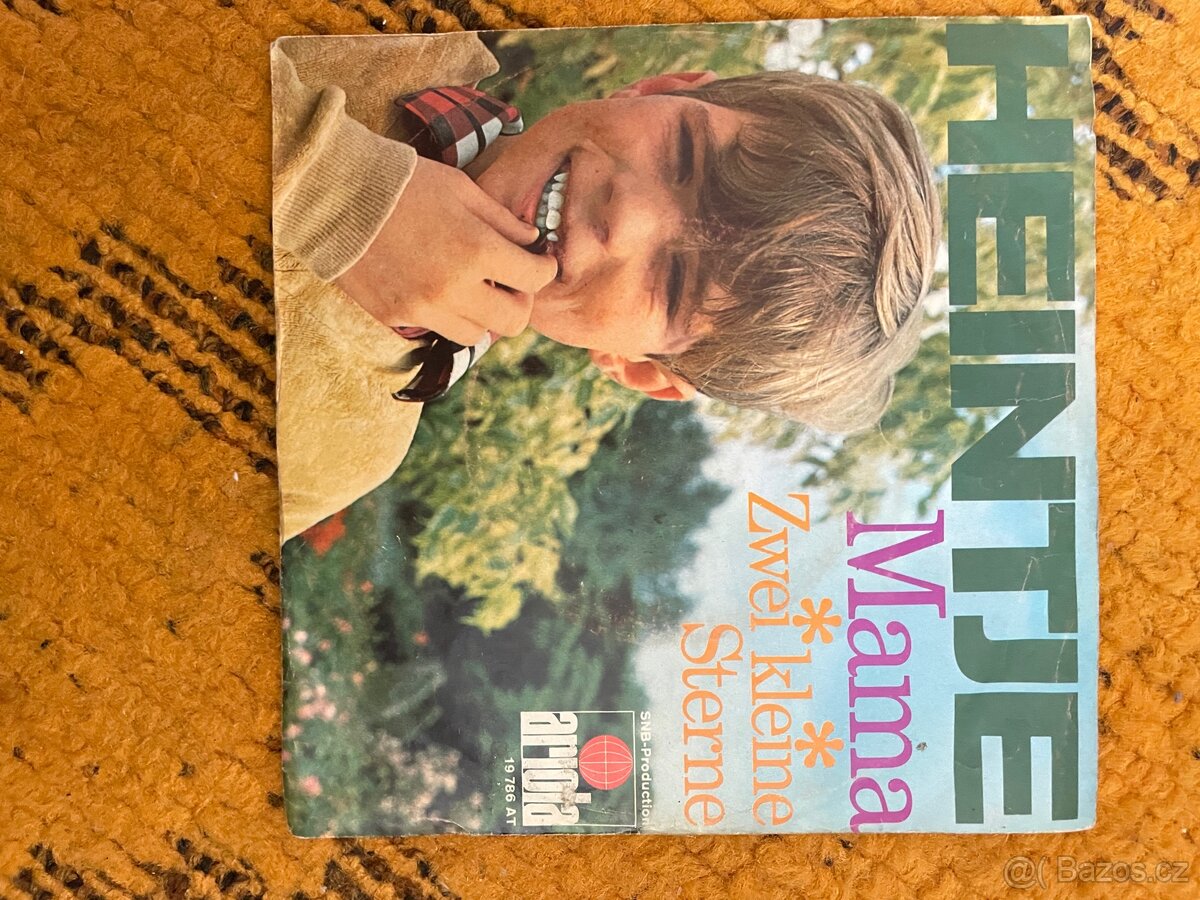 HEINTJE
Mama
* *
Zwei kleine
Sterne
SNB-Production
ariola
19 786 AT
@( Bazos.cz